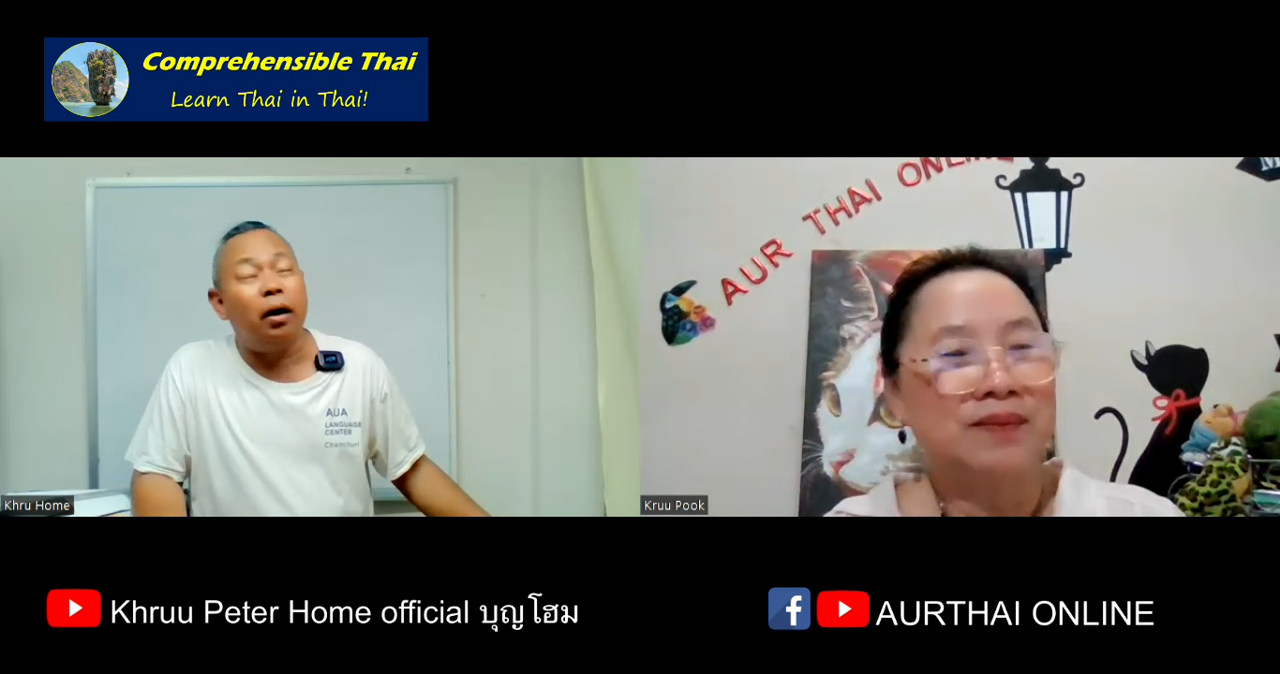 Comprehensible Thai
Learn Thai in Thai!
AUR THAI ONLINE
AUA
LANGUAGE
CENTER
Chamchuri
Khru Home
Kruu Pook
Khruu Peter Home official บุญโฮม
AURTHAI ONLINE